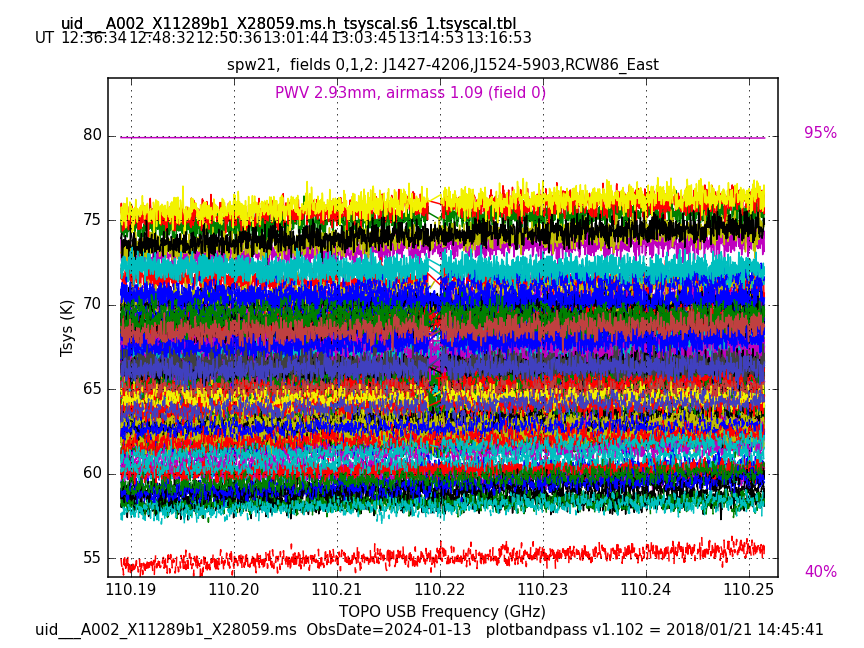 uid___A002_X11289b1_X28059.ms.h_tsyscal.s6_1.tsyscal.tbl
UT 12:36:34 12:48:32 12:50:36 13:01:44 13:03:45 13:14:53 13:16:53
spw21, fields 0,1,2: J1427-4206,J1524-5903,RCW86_East
PWV 2.93mm, airmass 1.09 (field 0)
95%
80
75
70
65
60
55
40%
Tsys (K)
110.19 110.20 110.21 110.22 110.23 110.24 110.25
TOPO USB Frequency (GHz)
uid___A002_X11289b1_X28059.ms ObsDate=2024-01-13 plotbandpass v1.102 = 2018/01/21 14:45:41